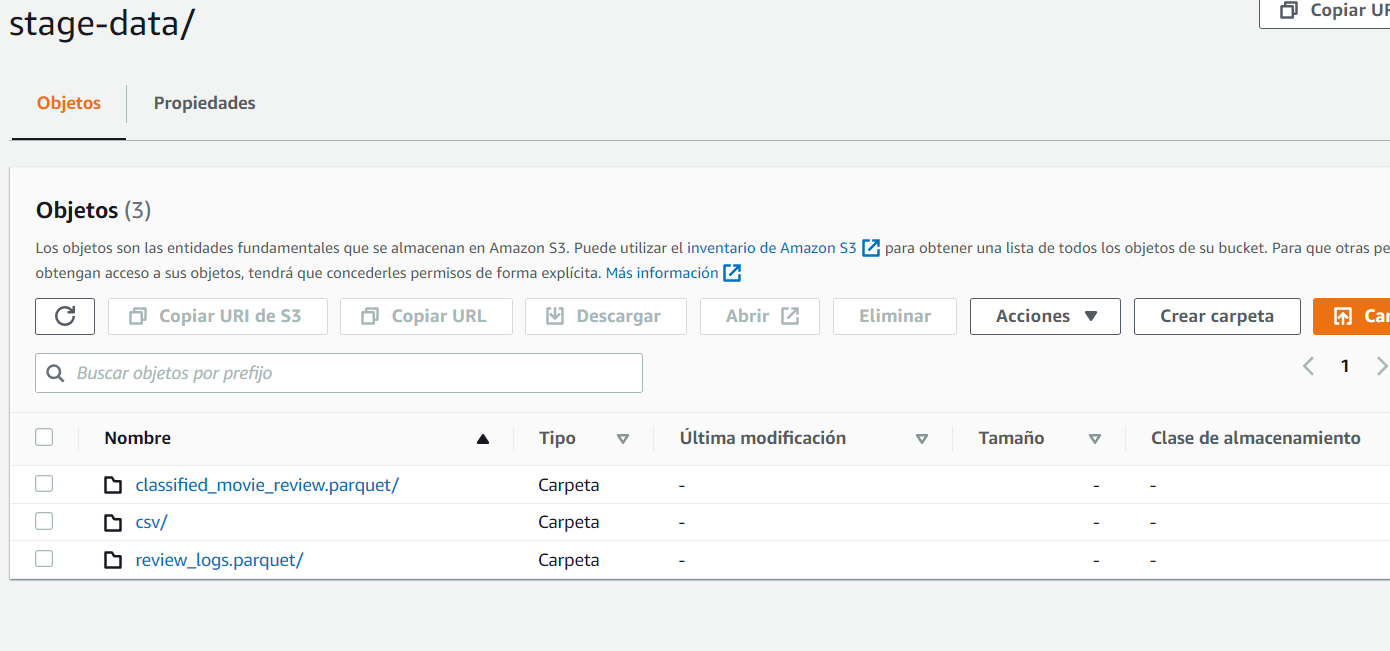 stage-data/
Copiar UR
Objetos
Propiedades
Objetos (3)
Los objetos son las entidades fundamentales que se almacenan en Amazon S3. Puede utilizar el inventario de Amazon S3 para obtener una lista de todos los objetos de su bucket. Para que otras pe
obtengan acceso a sus objetos, tendrá que concederles permisos de forma explícita. Más información
Copiar URI de S3
Copiar URL
Descargar
Abrir
Eliminar
Acciones
Crear carpeta
Car
Buscar objetos por prefijo
1
Nombre
Tipo
Última modificación
Tamaño
Clase de almacenamiento
classified_movie_review.parquet/ Carpeta - - -
csv/ Carpeta - - -
review_logs.parquet/ Carpeta - - -